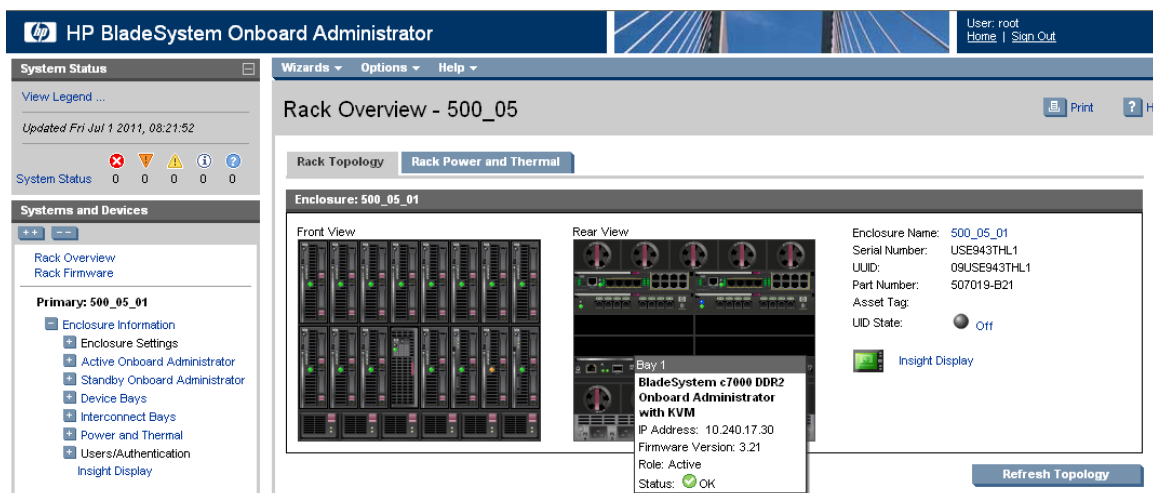 hp HP BladeSystem Onboard Administrator
User: root
Home | Sign Out
System Status
View Legend ...
Updated Fri Jul 1 2011, 08:21:52
System Status 0 0 0 0 0
Systems and Devices
Rack Overview
Rack Firmware
Primary: 500_05_01
Enclosure Information
Enclosure Settings
Active Onboard Administrator
Standby Onboard Administrator
Device Bays
Interconnect Bays
Power and Thermal
Users/Authentication
Insight Display
Wizards Options Help
Rack Overview - 500_05
Print
? H
Rack Topology Rack Power and Thermal
Enclosure: 500_05_01
Front View
Rear View
Bay 1
BladeSystem c7000 DDR2
Onboard Administrator
with KVM
IP Address: 10.240.17.30
Firmware Version: 3.21
Role: Active
Status: OK
Enclosure Name: 500_05_01
Serial Number: USE943THL1
UUID: 09USE943THL1
Part Number: 507019-B21
Asset Tag:
UID State: Off
Insight Display
Refresh Topology